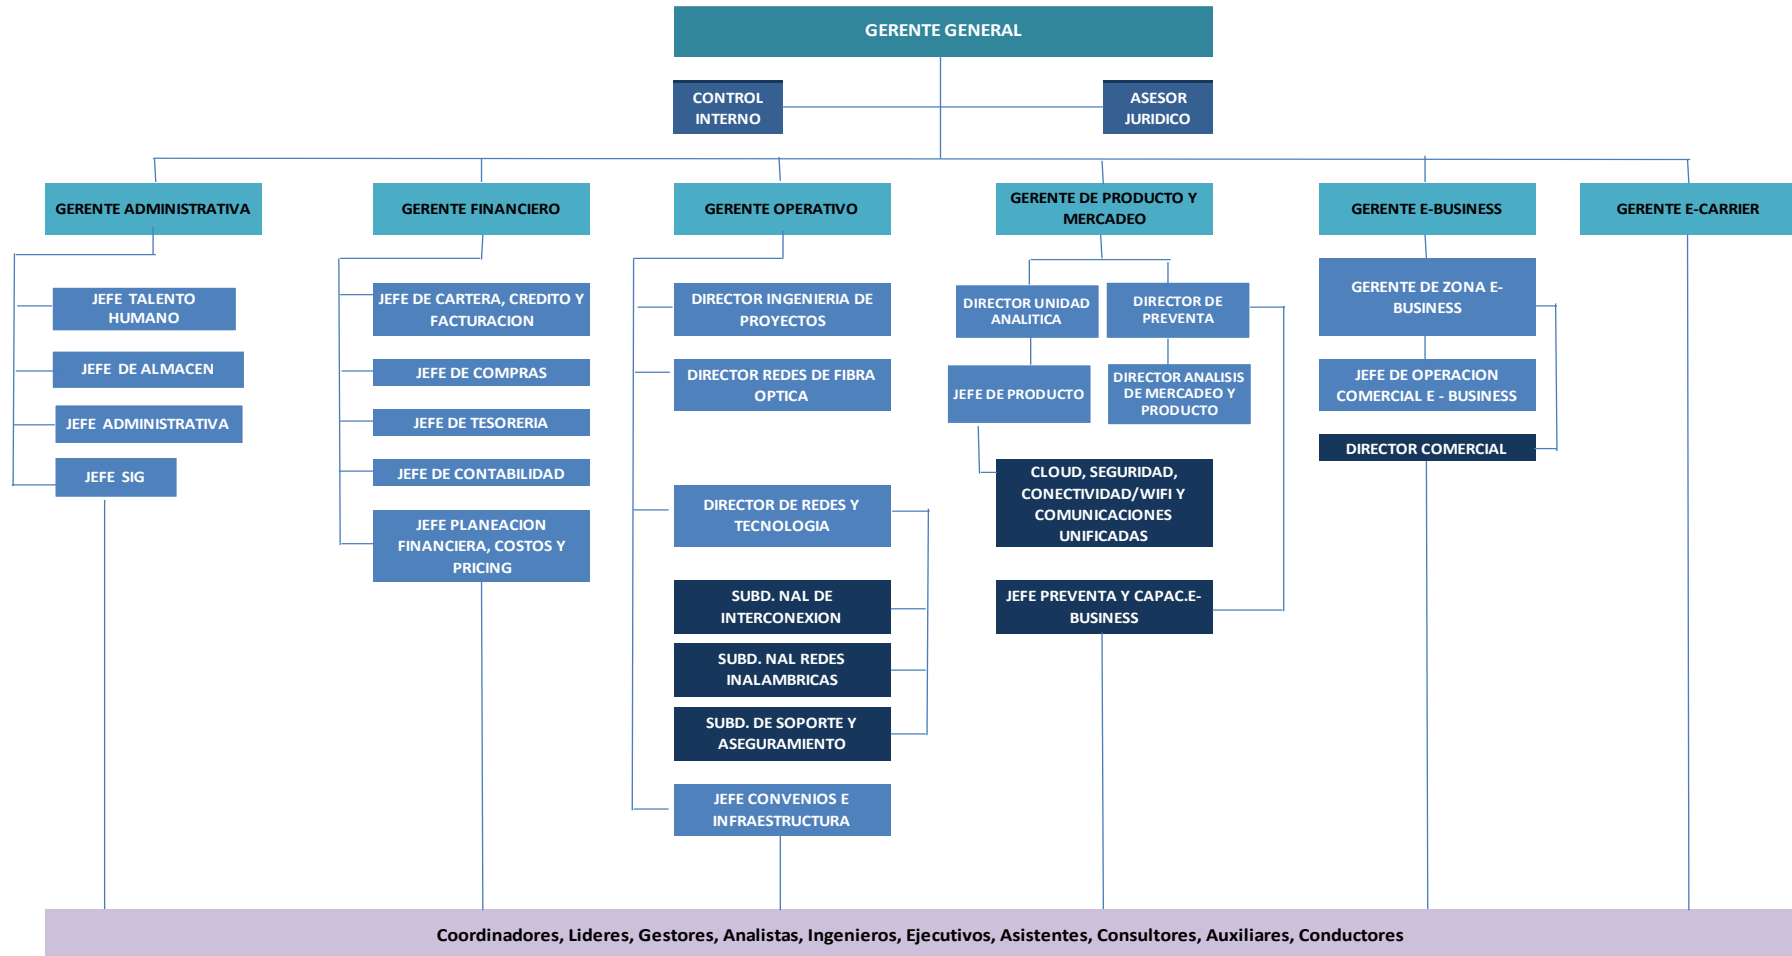 GERENTE GENERAL
CONTROL
INTERNO
ASESOR
JURIDICO
GERENTE ADMINISTRATIVA
GERENTE FINANCIERO
GERENTE OPERATIVO
GERENTE DE PRODUCTO Y
MERCADEO
GERENTE E-BUSINESS
GERENTE E-CARRIER
JEFE TALENTO
HUMANO
JEFE DE ALMACEN
JEFE ADMINISTRATIVA
JEFE SIG
JEFE DE CARTERA, CREDITO Y
FACTURACION
JEFE DE COMPRAS
JEFE DE TESORERIA
JEFE DE CONTABILIDAD
JEFE PLANEACION
FINANCIERA, COSTOS Y
PRICING
DIRECTOR INGENIERIA DE
PROYECTOS
DIRECTOR REDES DE FIBRA
OPTICA
DIRECTOR DE REDES Y
TECNOLOGIA
SUBD. NAL DE
INTERCONEXION
SUBD. NAL REDES
INALAMBRICAS
SUBD. DE SOPORTE Y
ASEGURAMIENTO
JEFE CONVENIOS E
INFRAESTRUCTURA
DIRECTOR UNIDAD
ANALITICA
DIRECTOR DE
PREVENTA
JEFE DE PRODUCTO
DIRECTOR ANALISIS
DE MERCADEO Y
PRODUCTO
CLOUD, SEGURIDAD,
CONECTIVIDAD/WIFI Y
COMUNICACIONES
UNIFICADAS
JEFE PREVENTA Y CAPAC.E-
BUSINESS
GERENTE DE ZONA E-
BUSINESS
JEFE DE OPERACION
COMERCIAL E - BUSINESS
DIRECTOR COMERCIAL
Coordinadores, Lideres, Gestores, Analistas, Ingenieros, Ejecutivos, Asistentes, Consultores, Auxiliares, Conductores